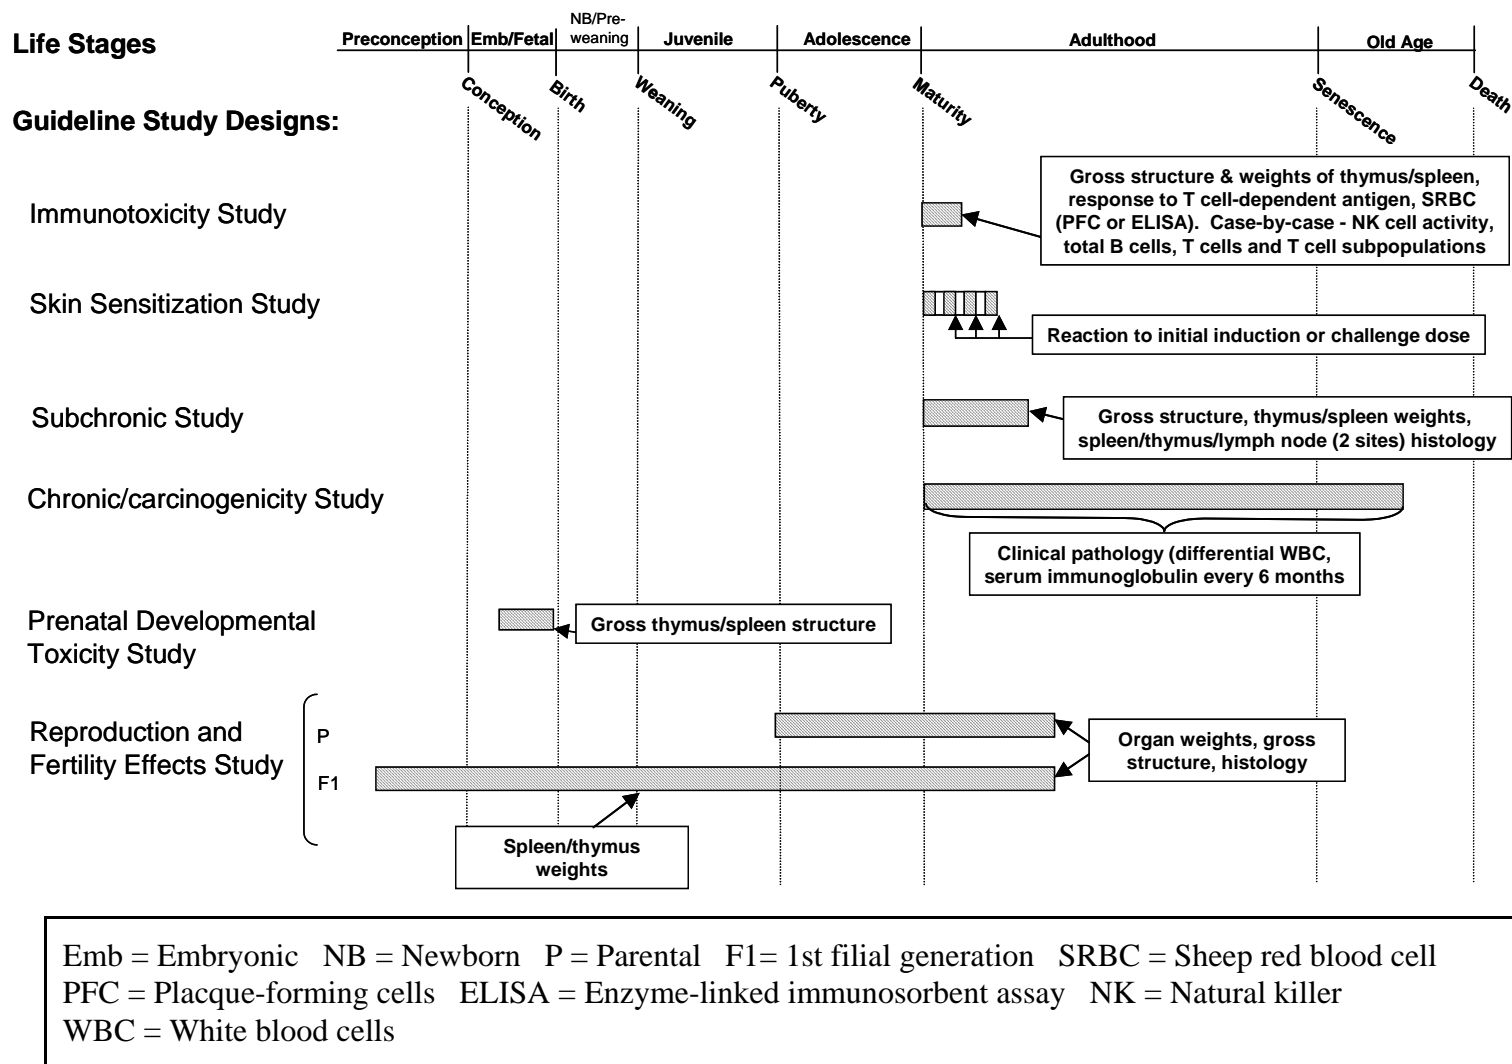 NB/Pre-
weaning
Life Stages
Preconception Emb/Fetal Juvenile Adolescence Adulthood Old Age
Conception Birth Weaning Puberty Maturity Senescence Death
Guideline Study Designs:
Immunotoxicity Study
Gross structure & weights of thymus/spleen,
response to T cell-dependent antigen, SRBC
(PFC or ELISA). Case-by-case - NK cell activity,
total B cells, T cells and T cell subpopulations
Skin Sensitization Study
Reaction to initial induction or challenge dose
Subchronic Study
Gross structure, thymus/spleen weights,
spleen/thymus/lymph node (2 sites) histology
Chronic/carcinogenicity Study
Clinical pathology (differential WBC,
serum immunoglobulin every 6 months
Prenatal Developmental
Toxicity Study
Gross thymus/spleen structure
Reproduction and
Fertility Effects Study
P
F1
Organ weights, gross
structure, histology
Spleen/thymus
weights
Emb = Embryonic NB = Newborn P = Parental F1= 1st filial generation SRBC = Sheep red blood cell
PFC = Placque-forming cells ELISA = Enzyme-linked immunosorbent assay NK = Natural killer
WBC = White blood cells